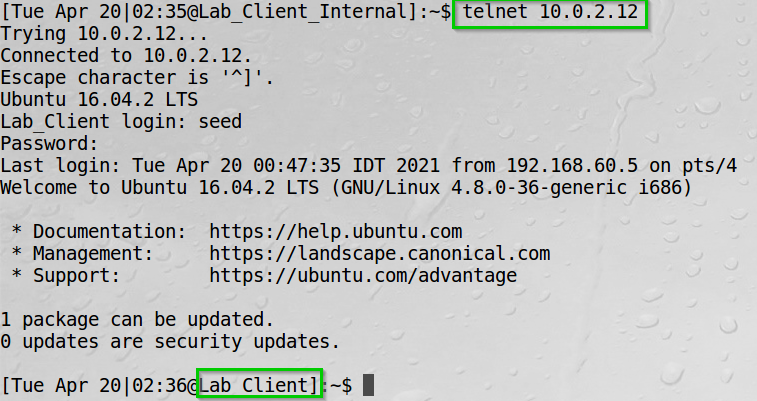 [Tue Apr 20|02:35@Lab_Client_Internal]:~$ telnet 10.0.2.12
Trying 10.0.2.12...
Connected to 10.0.2.12.
Escape character is '^]'.
Ubuntu 16.04.2 LTS
Lab_Client login: seed
Password:
Last login: Tue Apr 20 00:47:35 IDT 2021 from 192.168.60.5 on pts/4
Welcome to Ubuntu 16.04.2 LTS (GNU/Linux 4.8.0-36-generic i686)
* Documentation:  https://help.ubuntu.com
* Management:     https://landscape.canonical.com
* Support:        https://ubuntu.com/advantage
1 package can be updated.
0 updates are security updates.
[Tue Apr 20|02:36@Lab_Client]:~$